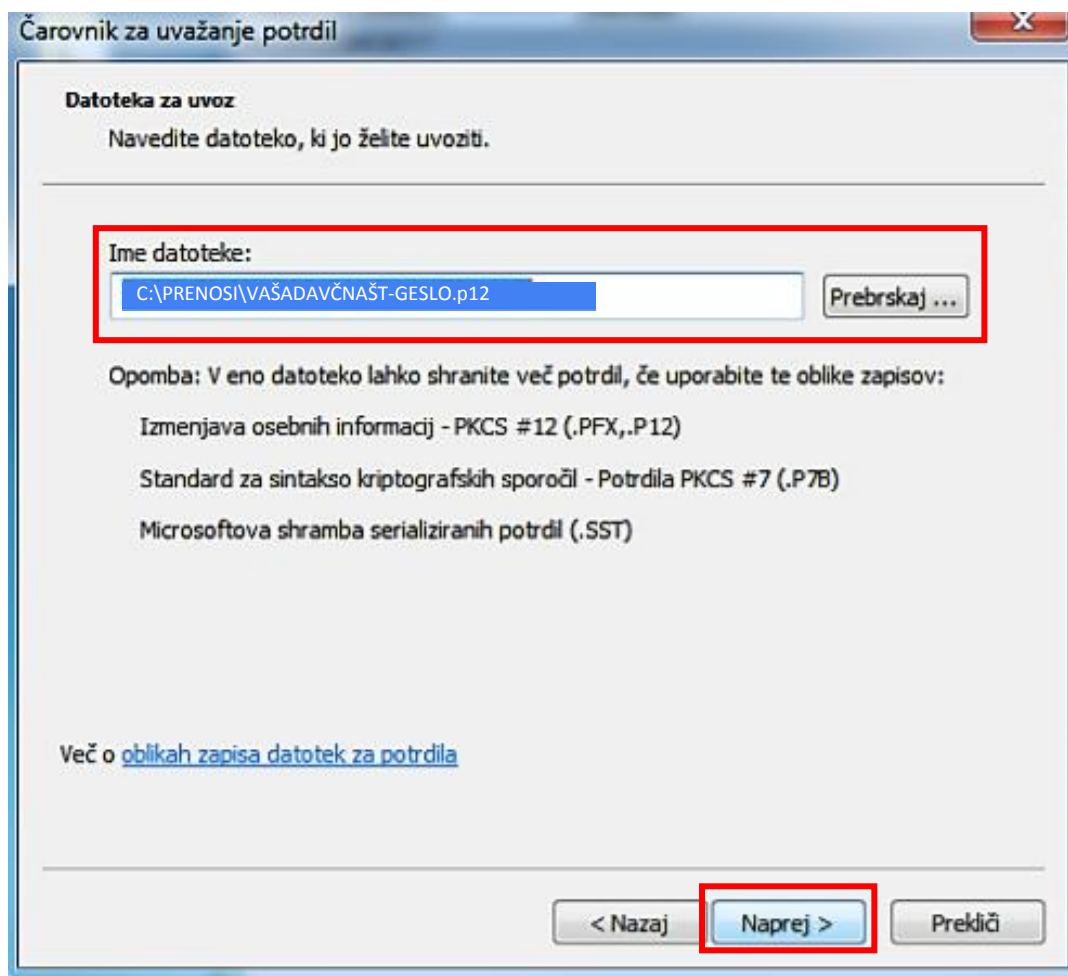 Čarovnik za uvažanje potrdil
X
Datoteka za uvoz
Navedite datoteko, ki jo želite uvoziti.
Ime datoteke:
C:\PRENOSI\VAŠADAVČNAŠT-GESLO.p12
Prebrskaj ...
Opomba: V eno datoteko lahko shranite več potrdil, če uporabite te oblike zapisov:
Izmenjava osebnih informacij - PKCS #12 (.PFX,.P12)
Standard za sintakso kriptografskih sporočil - Potrdila PKCS #7 (.P7B)
Microsoftova shramba serializiranih potrdil (.SST)
Več o oblikah zapisa datotek za potrdila
< Nazaj
Naprej >
Prekliči